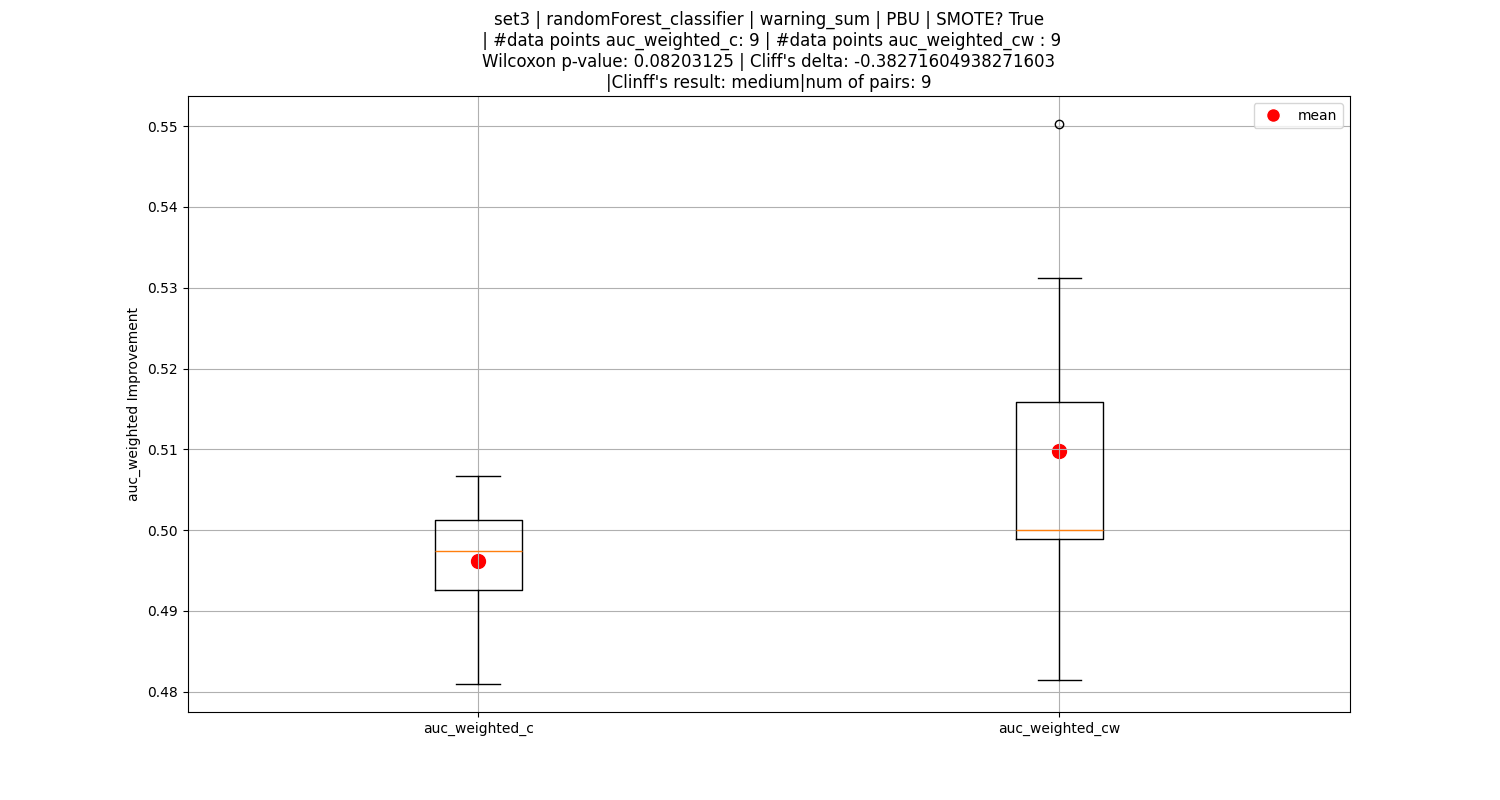 set3 | randomForest_classifier | warning_sum | PBU | SMOTE? True
| #data points auc_weighted_c: 9 | #data points auc_weighted_cw : 9
Wilcoxon p-value: 0.08203125 | Cliff's delta: -0.38271604938271603
|Clinff's result: medium|num of pairs: 9
mean
auc_weighted Improvement
0.55
0.54
0.53
0.52
0.51
0.50
0.49
0.48
auc_weighted_c
auc_weighted_cw